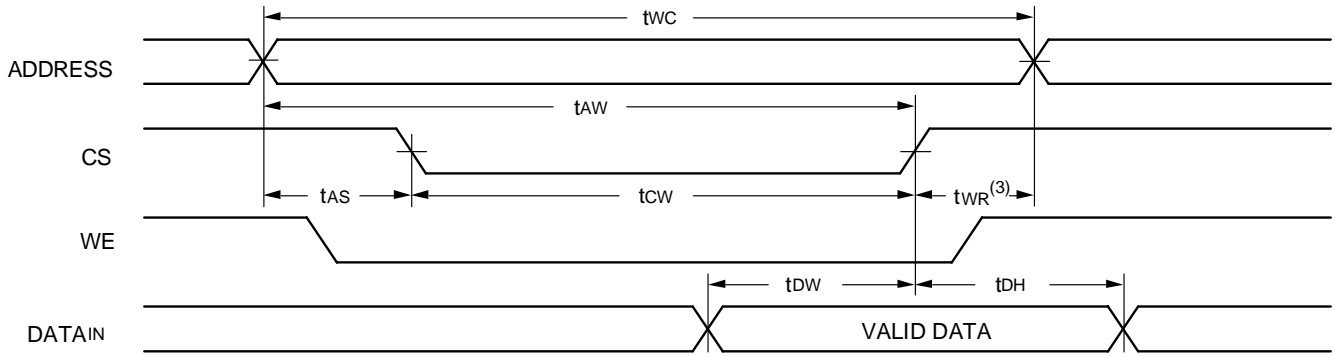 tWC
ADDRESS
tAW
CS
tAS
tCW
tWR(3)
WE
tDW
tDH
DATAIN
VALID DATA